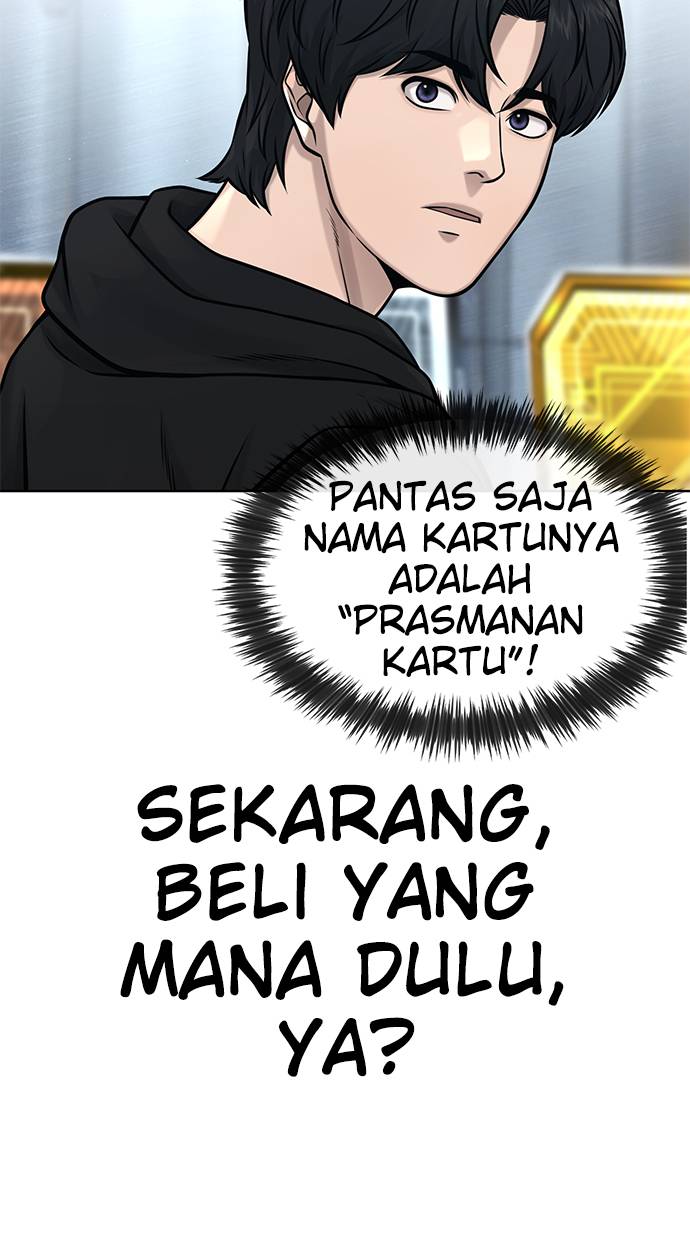 PANTAS SAJA
NAMA KARTUNYA
ADALAH
“PRASMANAN
KARTU”!
SEKARANG,
BELI YANG
MANA DULU,
YA?